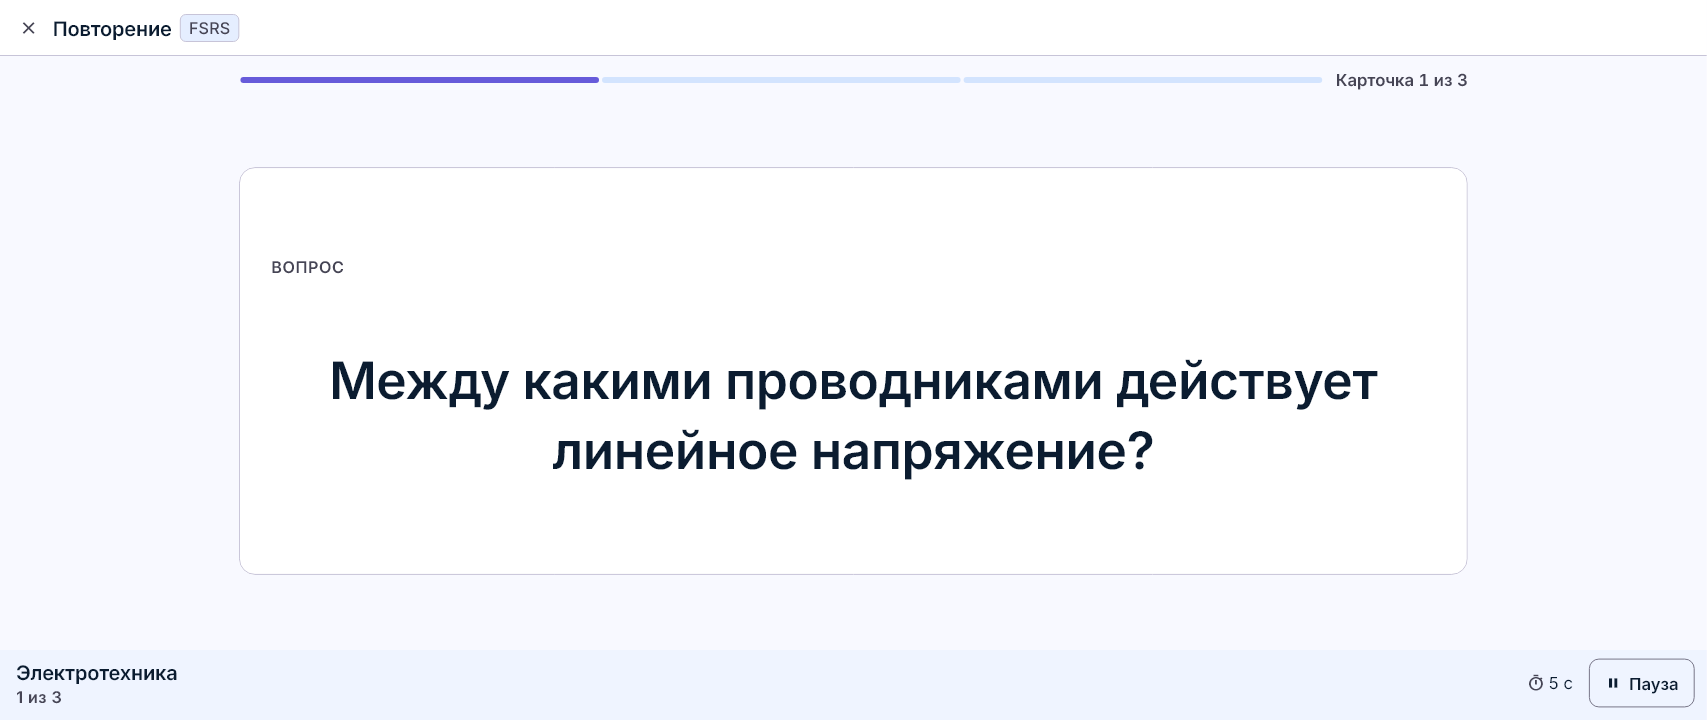 Повторение FSRS
Карточка 1 из 3
ВОПРОС
Между какими проводниками действует
линейное напряжение?
Электротехника
1 из 3
5 с
Пауза